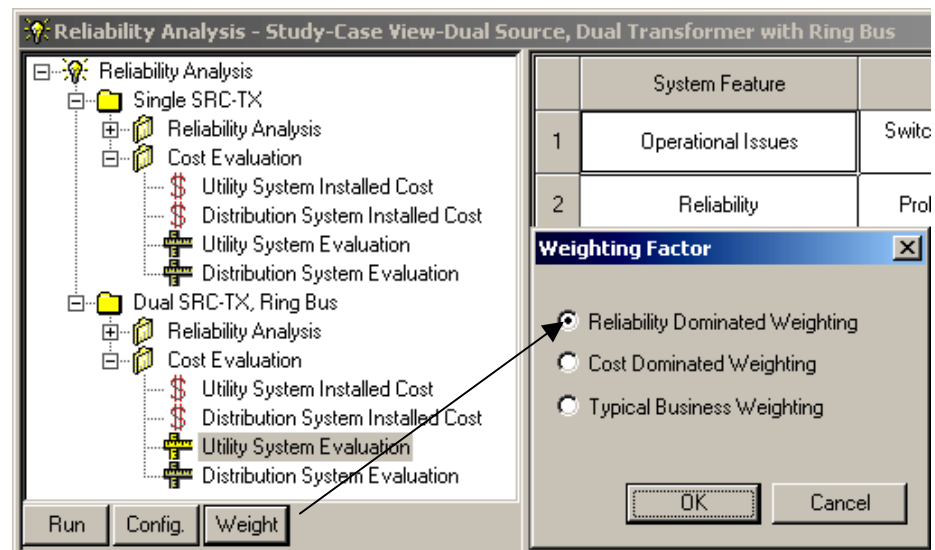 Reliability Analysis - Study-Case View-Dual Source, Dual Transformer with Ring Bus
Reliability Analysis
Single SRC-TX
Reliability Analysis
Cost Evaluation
Utility System Installed Cost
Distribution System Installed Cost
Utility System Evaluation
Distribution System Evaluation
Dual SRC-TX, Ring Bus
Reliability Analysis
Cost Evaluation
Utility System Installed Cost
Distribution System Installed Cost
Utility System Evaluation
Distribution System Evaluation
Run Config. Weight
System Feature
1 Operational Issues Switc
2 Reliability Prol
Weighting Factor
Reliability Dominated Weighting
Cost Dominated Weighting
Typical Business Weighting
OK Cancel